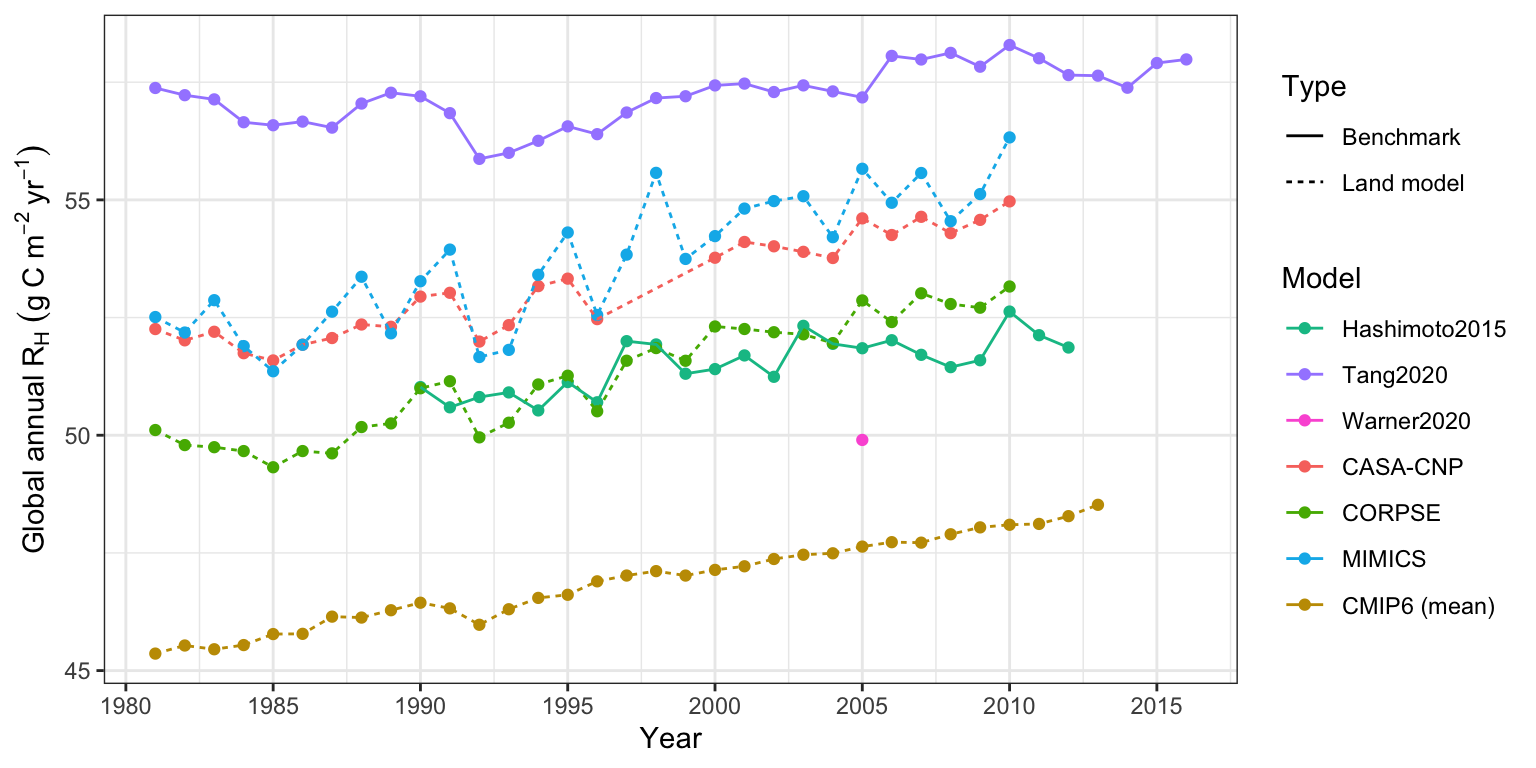 Global annual R_H (g C m⁻² yr⁻¹)
55
50
45
1980 1985 1990 1995 2000 2005 2010 2015
Year
Type
Benchmark
Land model
Model
Hashimoto2015
Tang2020
Warner2020
CASA-CNP
CORPSE
MIMICS
CMIP6 (mean)